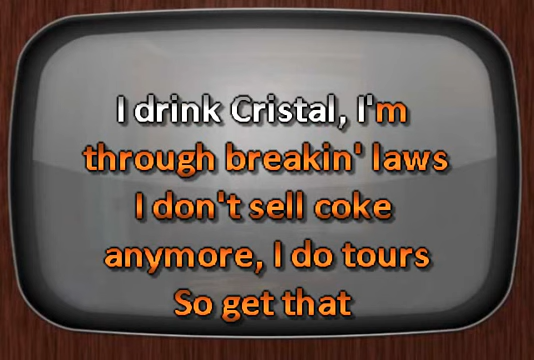 I drink Cristal, I'm
through breakin' laws
I don't sell coke
anymore, I do tours
So get that